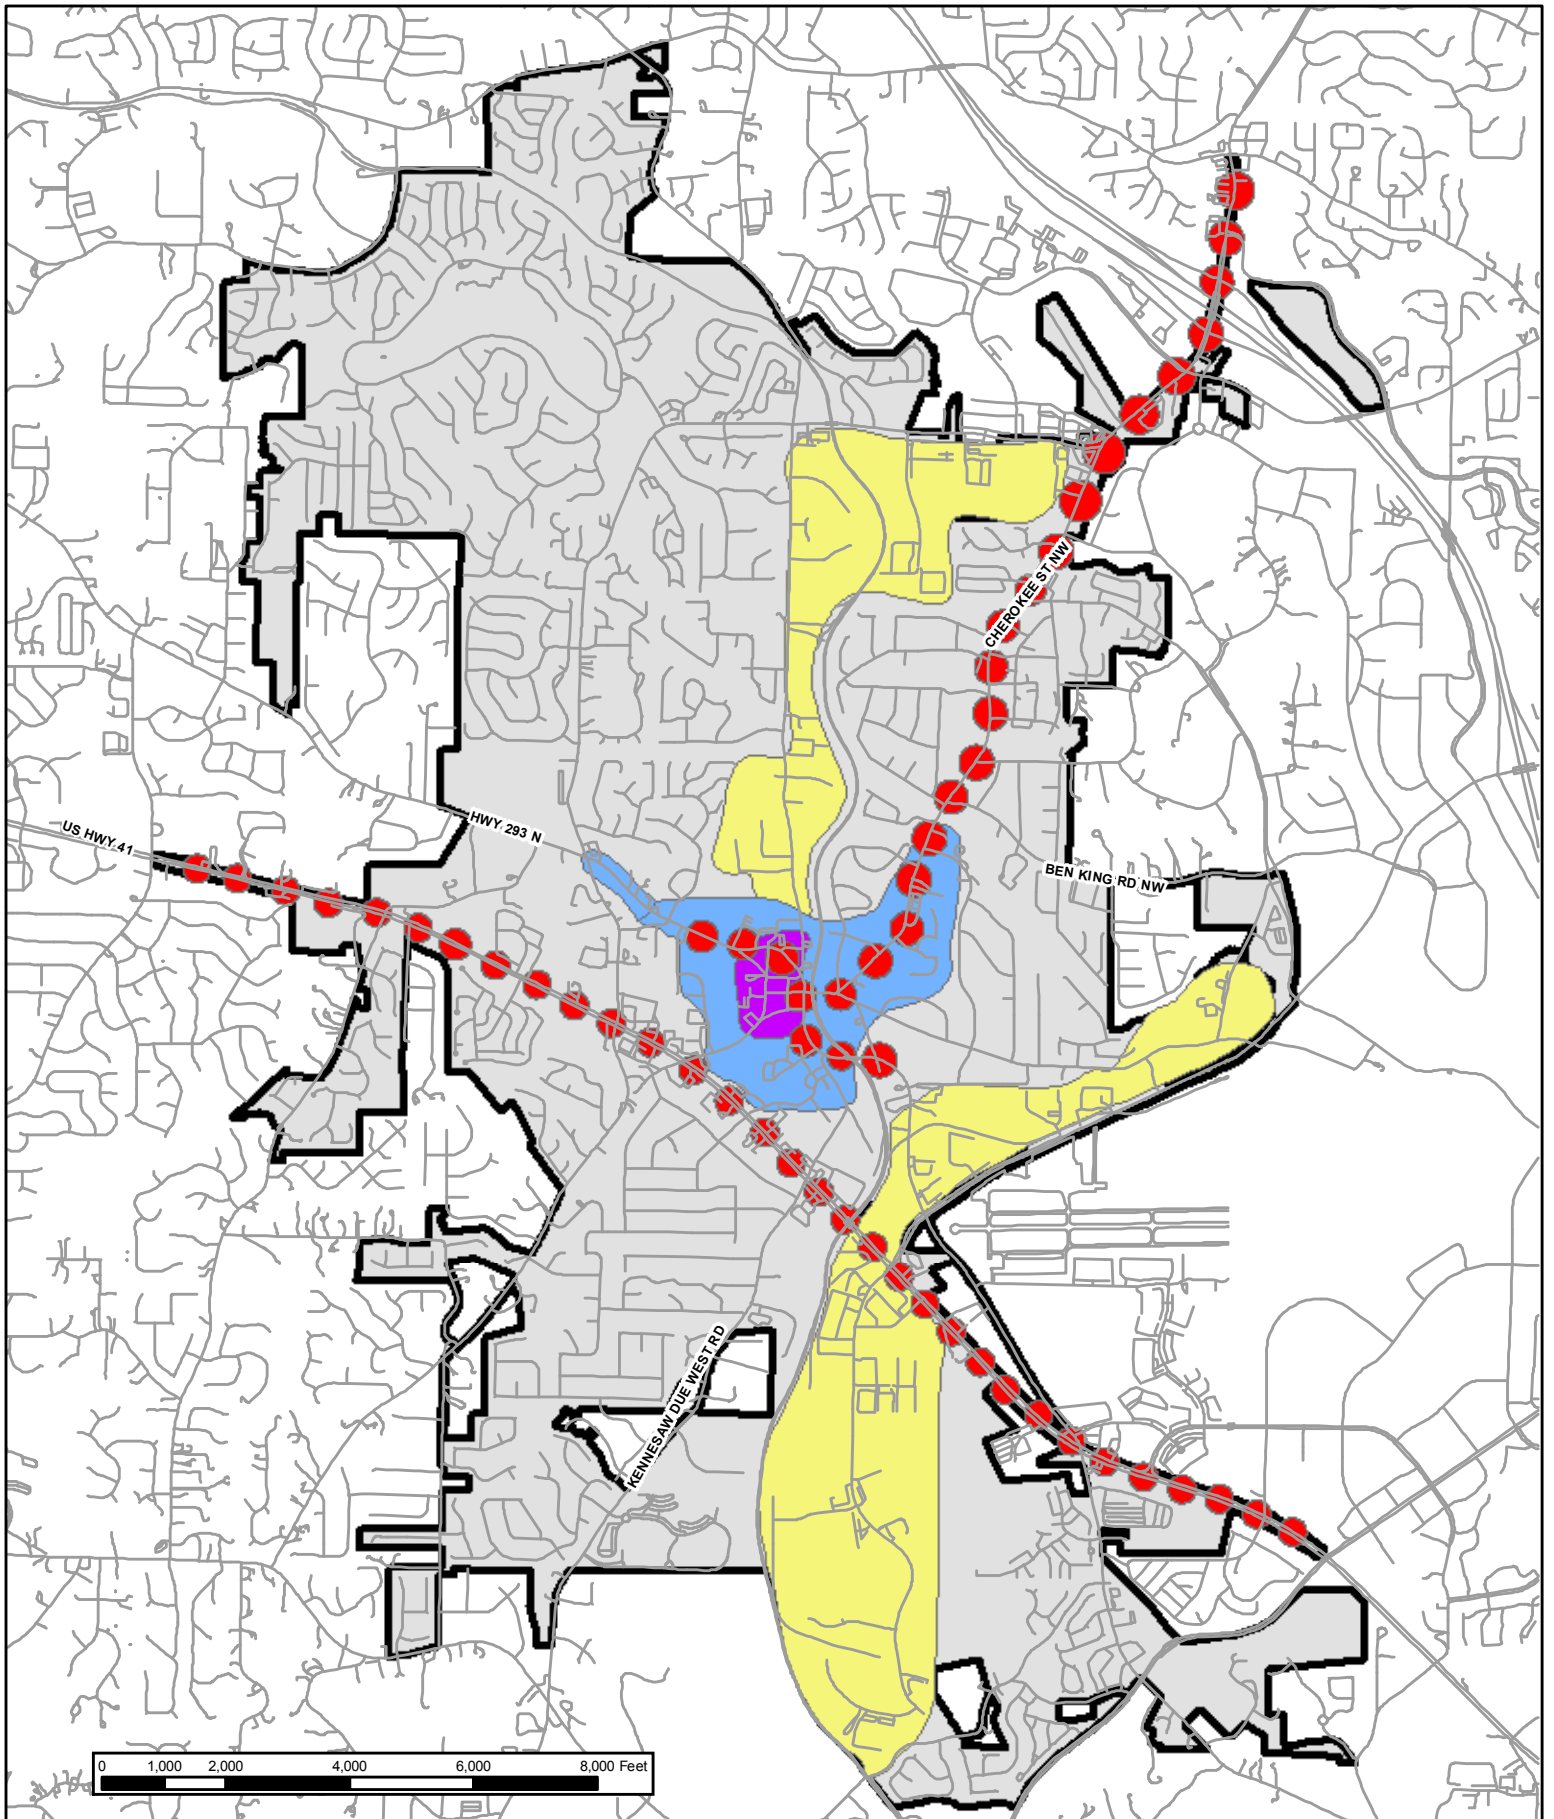 CHEROKEE ST NW
HWY 293 N
US HWY 41
BEN KING RD NW
KENNESAW DUE WEST RD
0 1,000 2,000 4,000 6,000 8,000 Feet